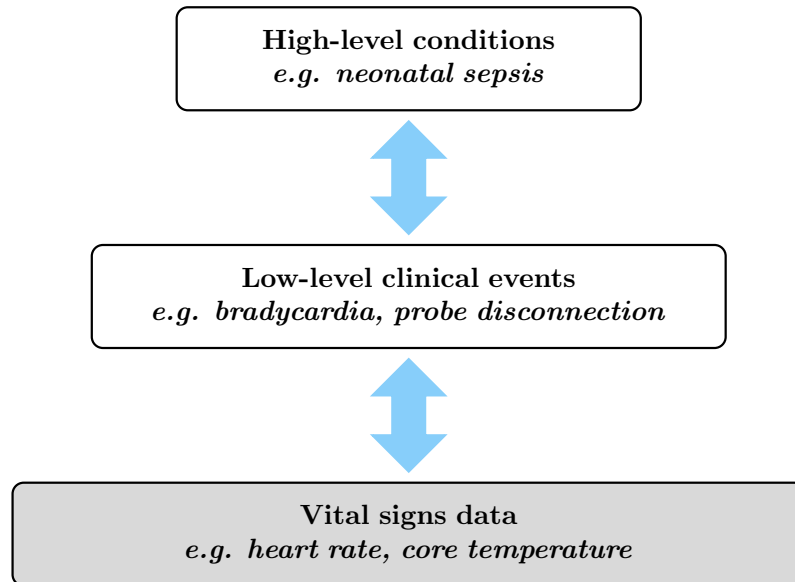 High-level conditions
e.g. neonatal sepsis
Low-level clinical events
e.g. bradycardia, probe disconnection
Vital signs data
e.g. heart rate, core temperature